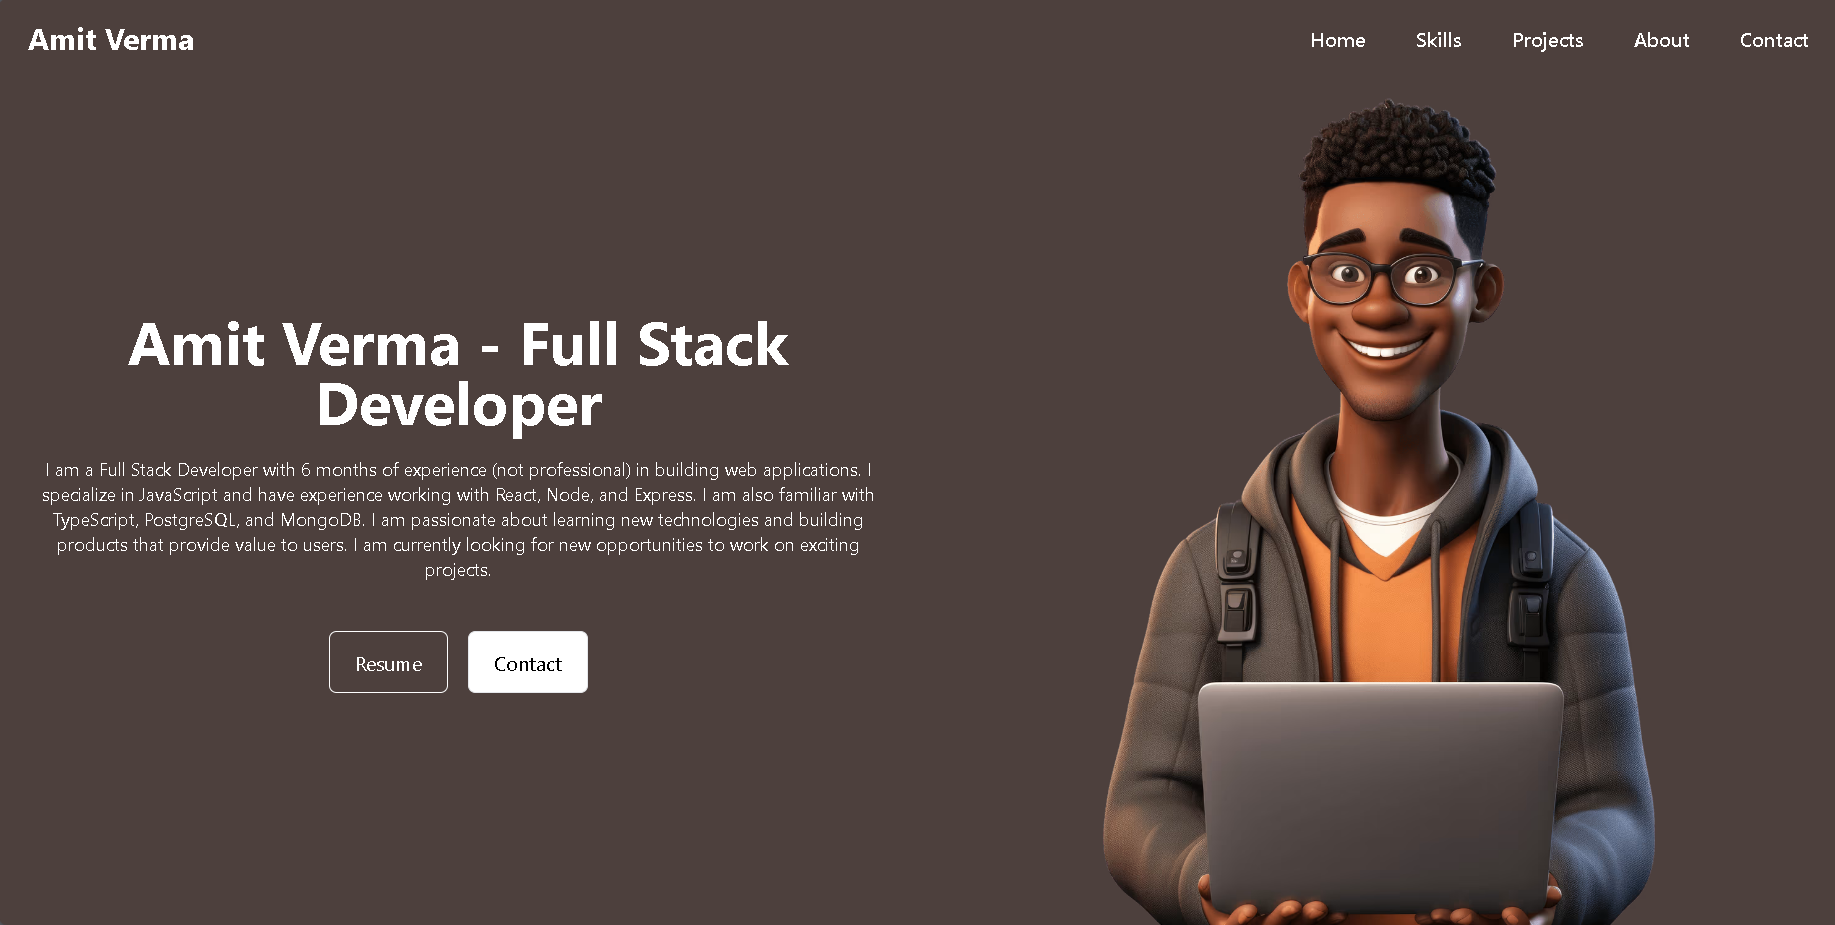 Amit Verma
Home Skills Projects About Contact
Amit Verma - Full Stack
Developer
I am a Full Stack Developer with 6 months of experience (not professional) in building web applications. I
specialize in JavaScript and have experience working with React, Node, and Express. I am also familiar with
TypeScript, PostgreSQL, and MongoDB. I am passionate about learning new technologies and building
products that provide value to users. I am currently looking for new opportunities to work on exciting
projects.
Resume Contact